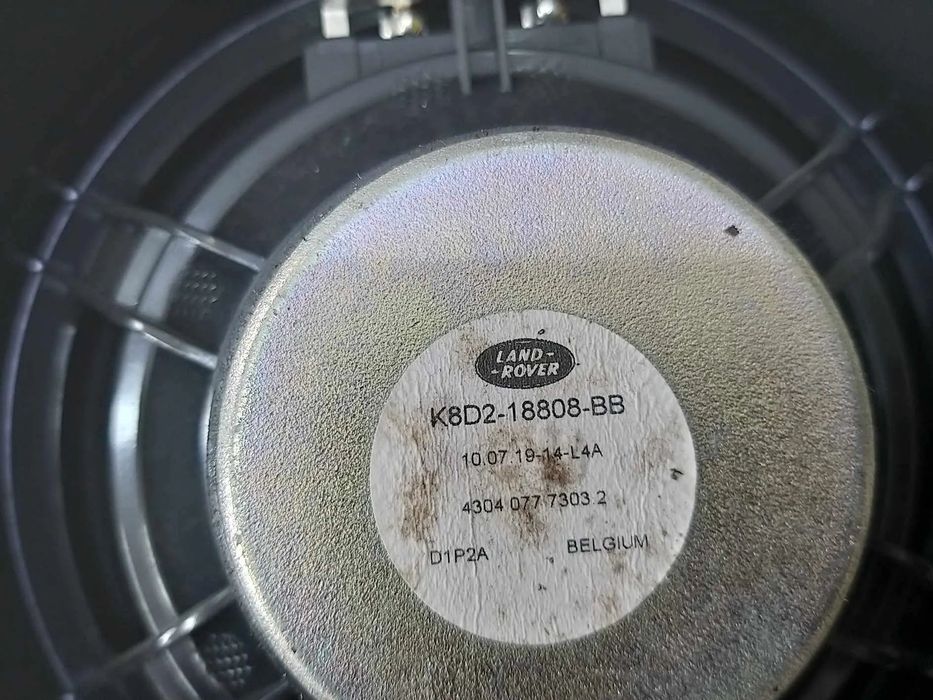 LAND-
-ROVER
K8D2-18808-BB
10.07.19-14-L4A
4304 077 7303 2
D1P2A BELGIUM